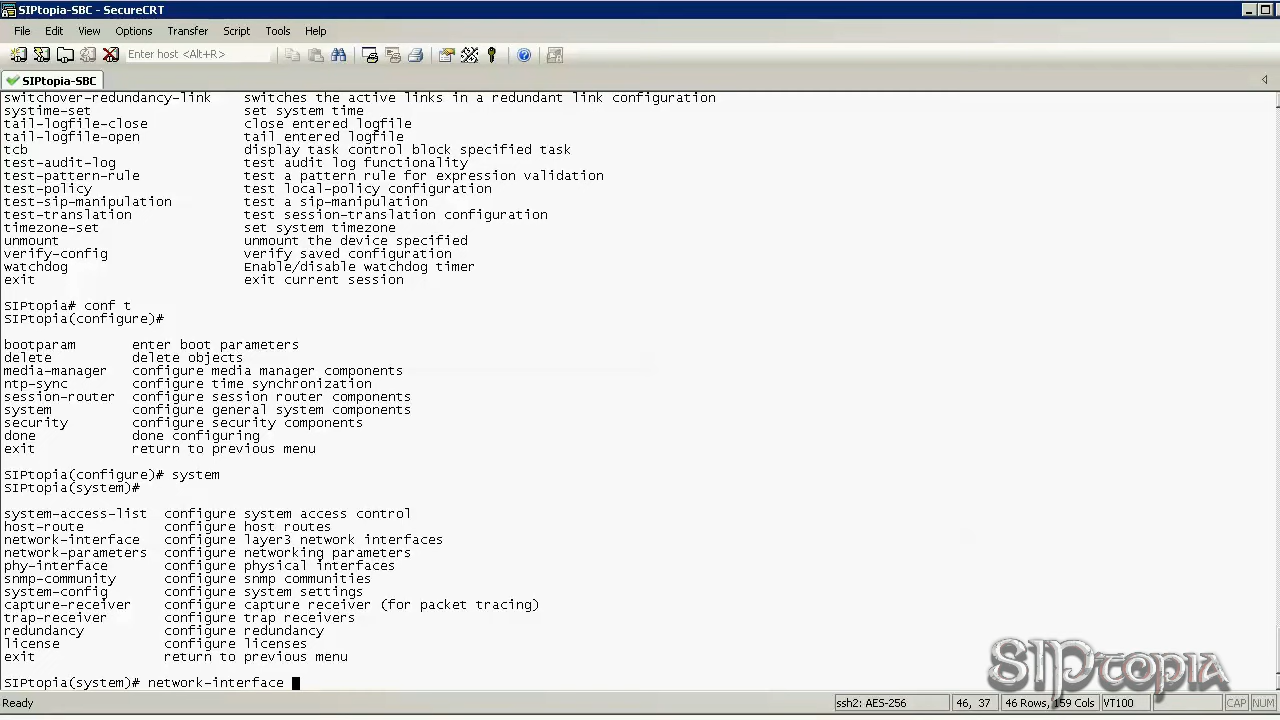 SIPtopia-SBC - SecureCRT
File Edit View Options Transfer Script Tools Help
Enter host <Alt+R>
SIPtopia-SBC
switchover-redundancy-link switches the active links in a redundant link configuration
systime-set set system time
tail-logfile-close close entered logfile
tail-logfile-open tail entered logfile
tcb display task control block specified task
test-audit-log test audit log functionality
test-pattern-rule test a pattern rule for expression validation
test-policy test local-policy configuration
test-sip-manipulation test a sip-manipulation
test-translation test session-translation configuration
timezone-set set system timezone
unmount unmount the device specified
verify-config verify saved configuration
watchdog Enable/disable watchdog timer
exit exit current session
SIPtopia# conf t
SIPtopia(configure)#
bootparam enter boot parameters
delete delete objects
media-manager configure media manager components
ntp-sync configure time synchronization
session-router configure session router components
system configure general system components
security configure security components
done done configuring
exit return to previous menu
SIPtopia(configure)# system
SIPtopia(system)#
system-access-list configure system access control
host-route configure host routes
network-interface configure layer3 network interfaces
network-parameters configure networking parameters
phy-interface configure physical interfaces
snmp-community configure snmp communities
system-config configure system settings
capture-receiver configure capture receiver (for packet tracing)
trap-receiver configure trap receivers
redundancy configure redundancy
license configure licenses
exit return to previous menu
SIPtopia(system)# network-interface
SIPtopia
Ready ssh2: AES-256 46, 37 46 Rows, 159 Cols VT100 CAP NUM